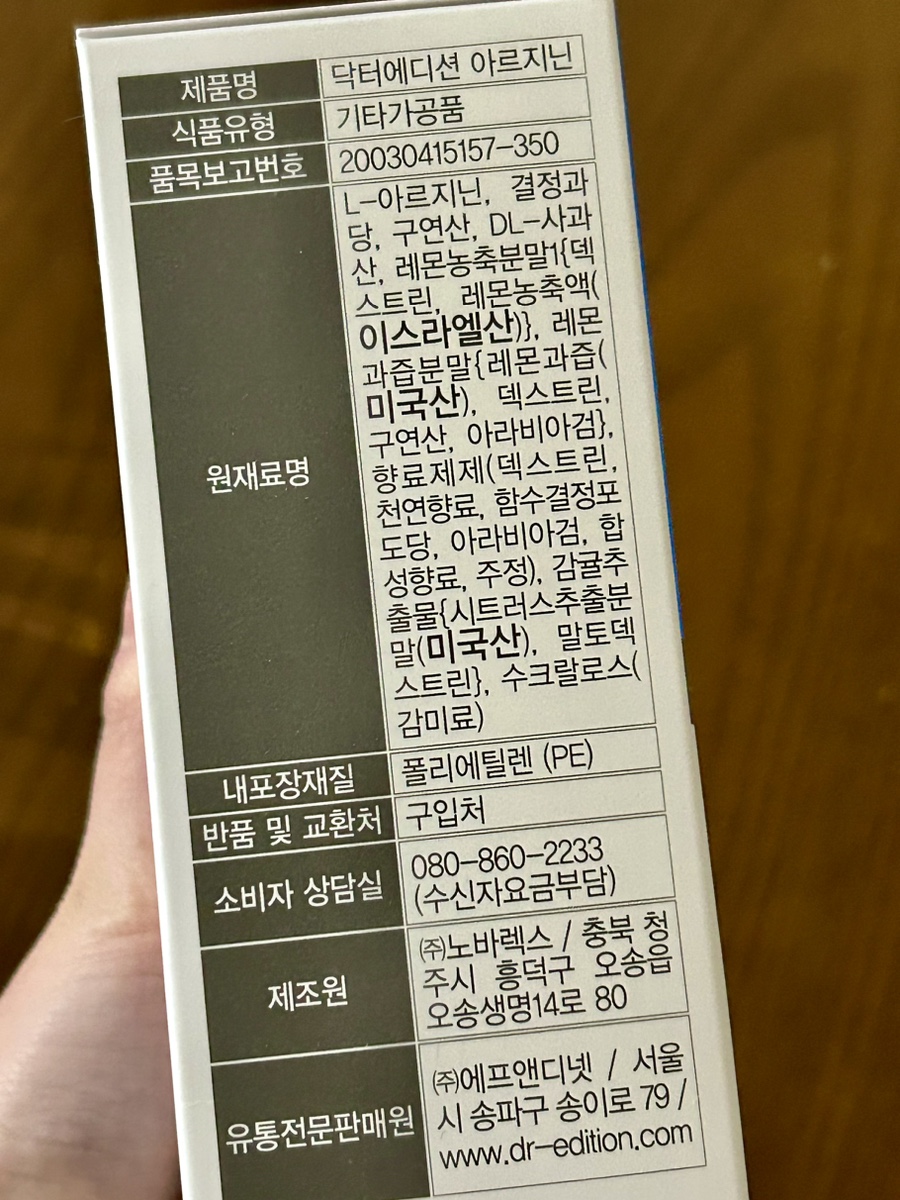 제품명 닥터에디션 아르지닌
식품유형 기타가공품
품목보고번호 20030415157-350
원재료명
L-아르지닌, 결정과
당, 구연산, DL-사과
산, 레몬농축분말1{덱
스트린, 레몬농축액(
이스라엘산)}, 레몬
과즙분말{레몬과즙(
미국산), 덱스트린,
구연산, 아라비아검},
향료제제(덱스트린,
천연향료, 함수결정포
도당, 아라비아검, 합
성향료, 주정), 감귤추
출물{시트러스추출분
말(미국산), 말토덱
스트린}, 수크랄로스(
감미료)
내포장재질 폴리에틸렌 (PE)
반품 및 교환처 구입처
소비자 상담실
080-860-2233
(수신자요금부담)
제조원
㈜노바렉스 / 충북 청
주시 흥덕구 오송읍
오송생명14로 80
유통전문판매원
㈜에프앤디넷 / 서울
시 송파구 송이로 79 /
www.dr-edition.com